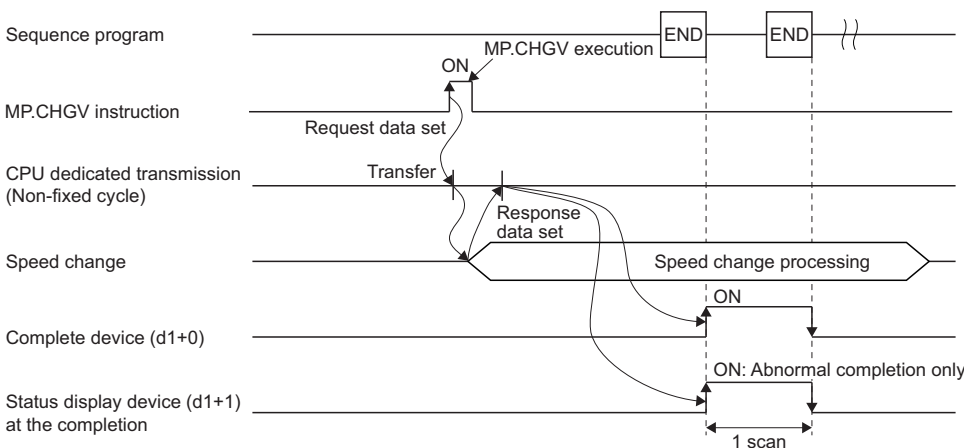 Sequence program
END
END
MP.CHGV execution
ON
MP.CHGV instruction
Request data set
CPU dedicated transmission
(Non-fixed cycle)
Transfer
Response
data set
Speed change
Speed change processing
ON
Complete device (d1+0)
ON: Abnormal completion only
Status display device (d1+1)
at the completion
1 scan